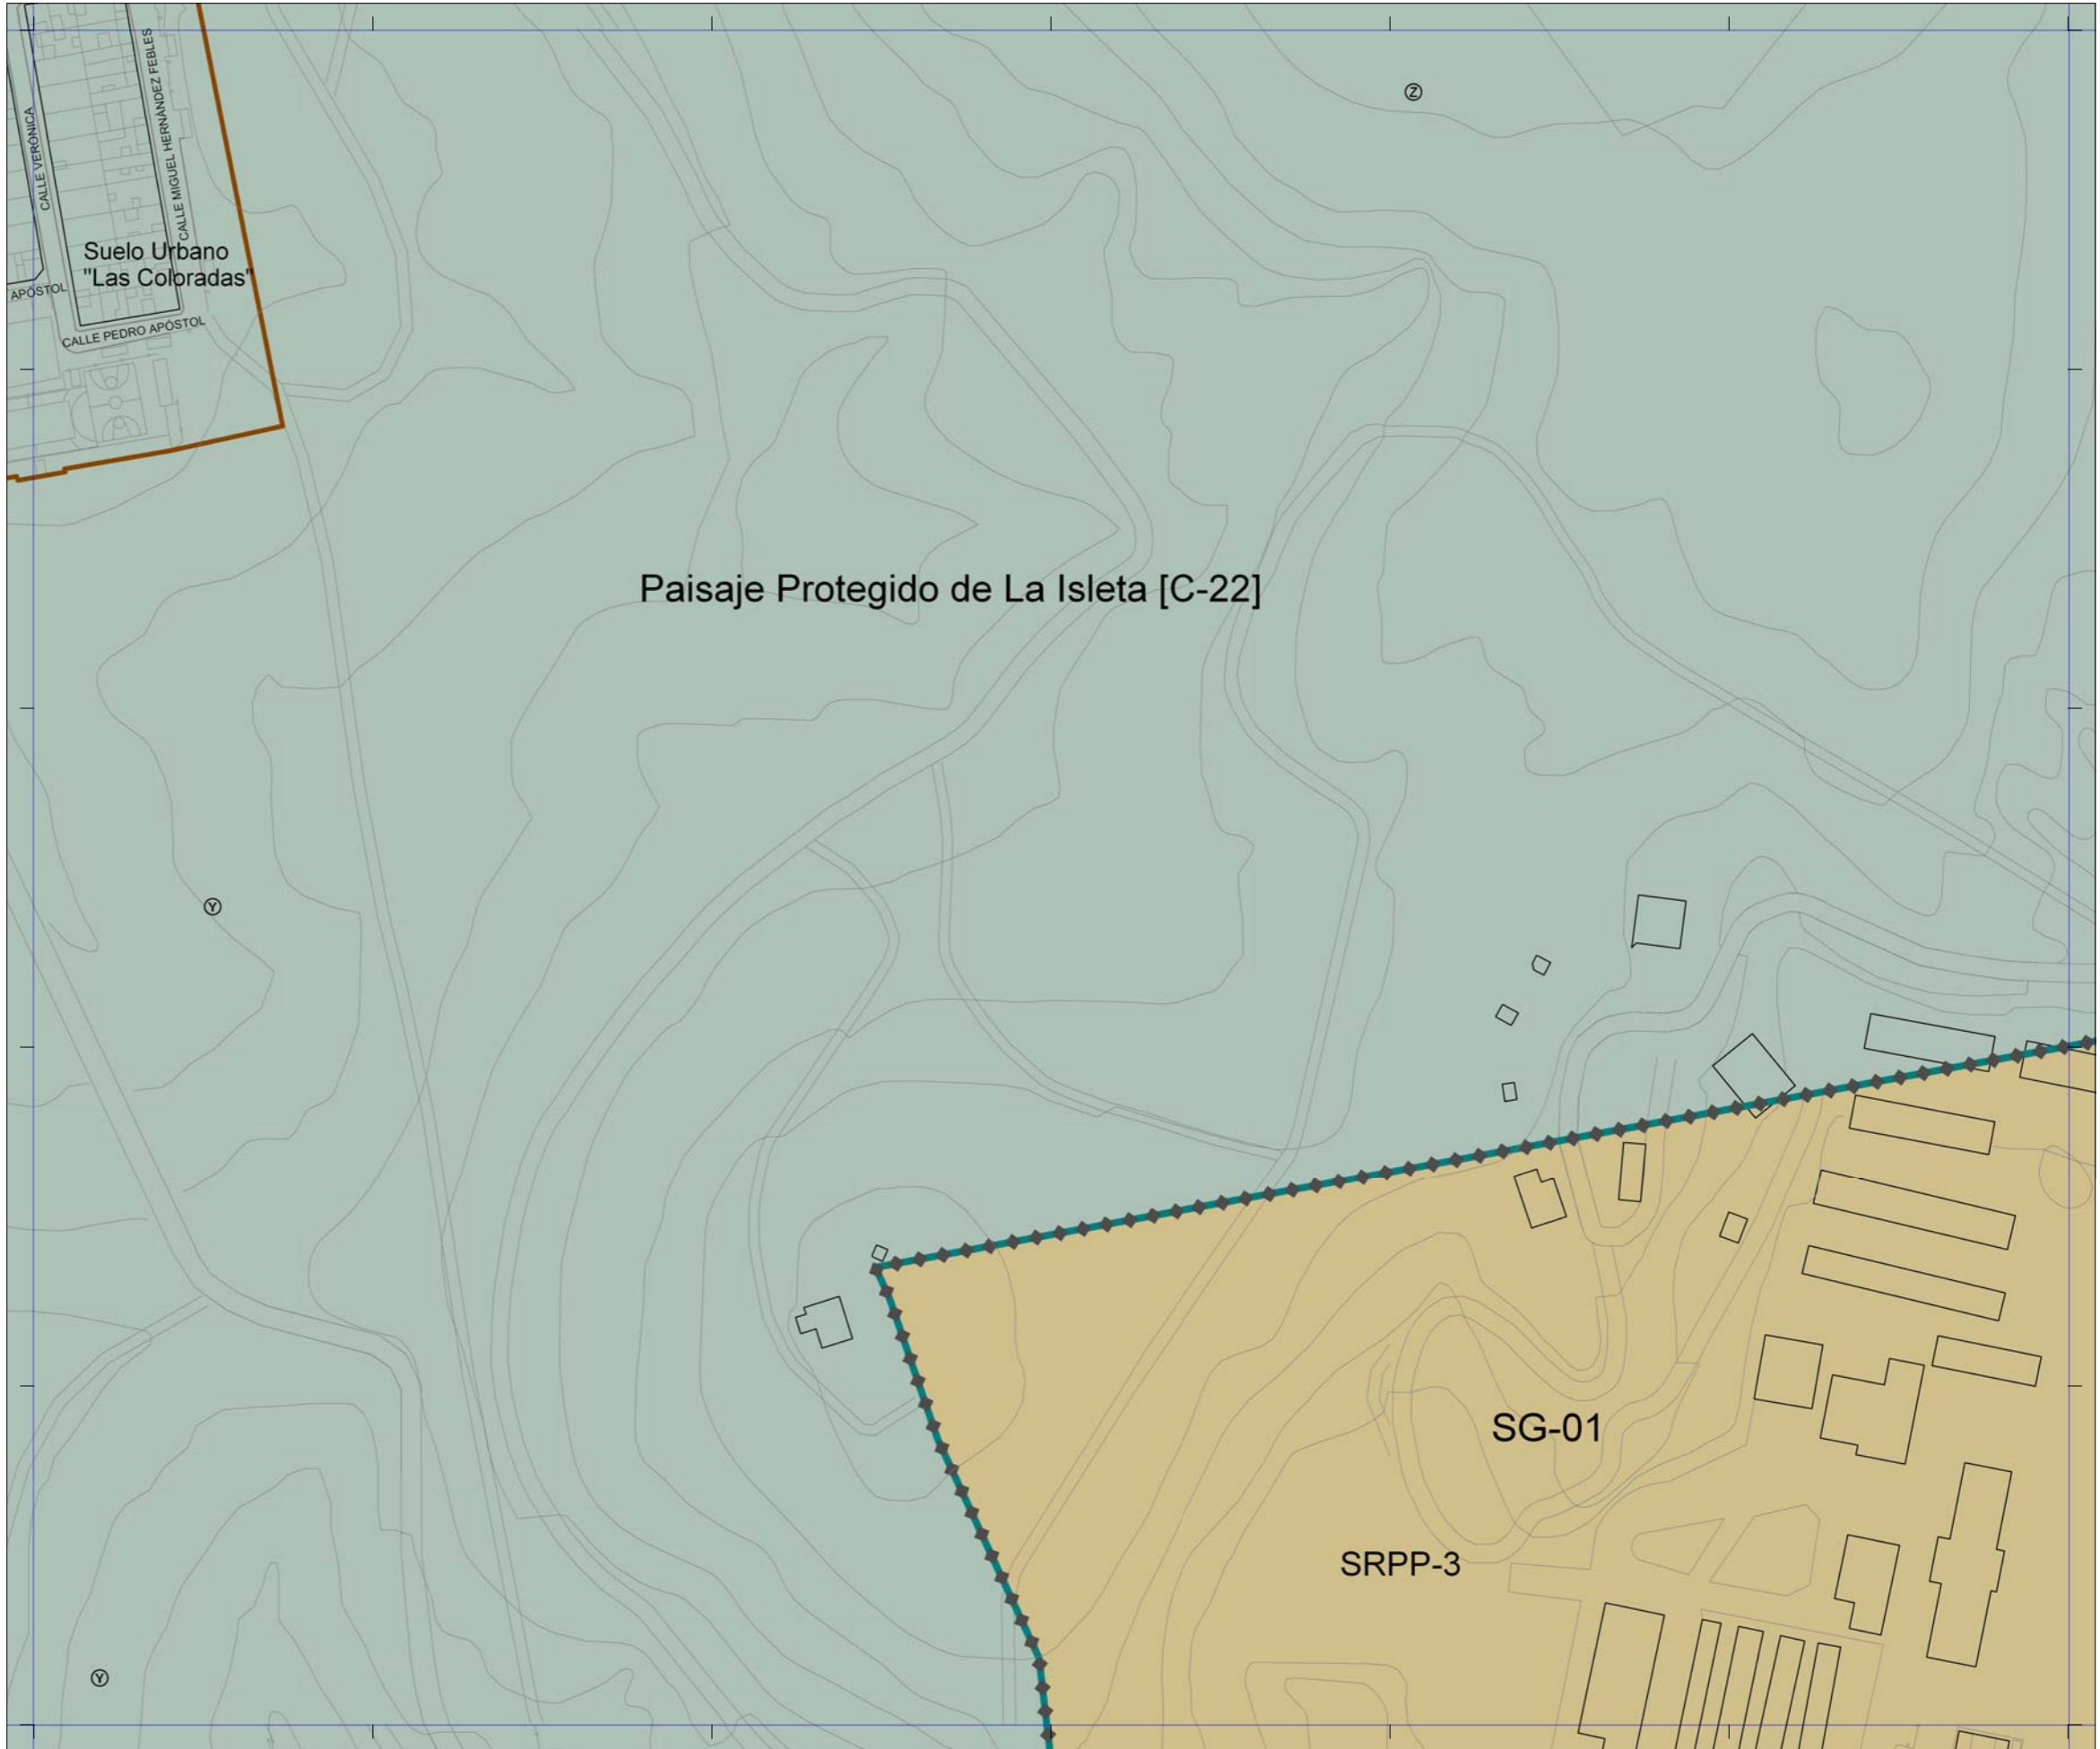 CALLE VERÓNICA
CALLE MIGUEL HERNÁNDEZ FEBLES
Ⓩ
Suelo Urbano
"Las Coloradas"
APÓSTOL
CALLE PEDRO APÓSTOL
Paisaje Protegido de La Isleta [C-22]
Ⓨ
SG-01
SRPP-3
Ⓨ